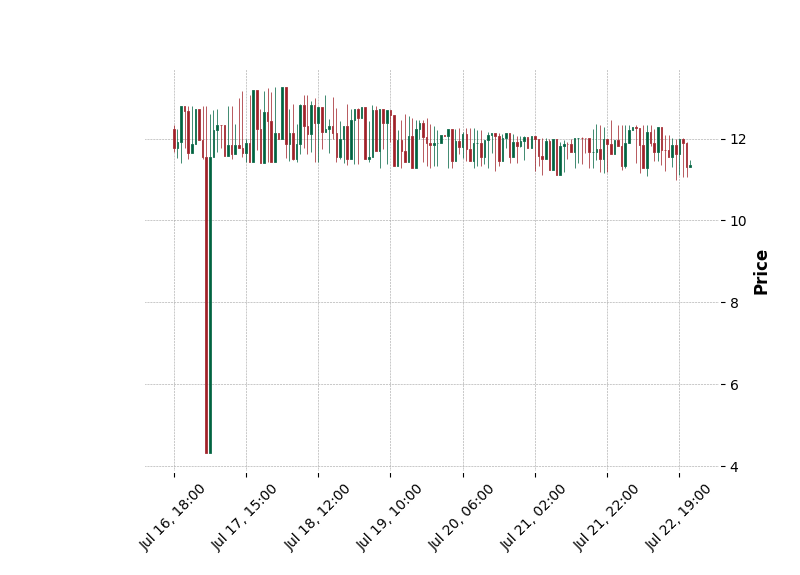 12
10
8
6
4
Price
Jul 16, 18:00
Jul 17, 15:00
Jul 18, 12:00
Jul 19, 10:00
Jul 20, 06:00
Jul 21, 02:00
Jul 21, 22:00
Jul 22, 19:00